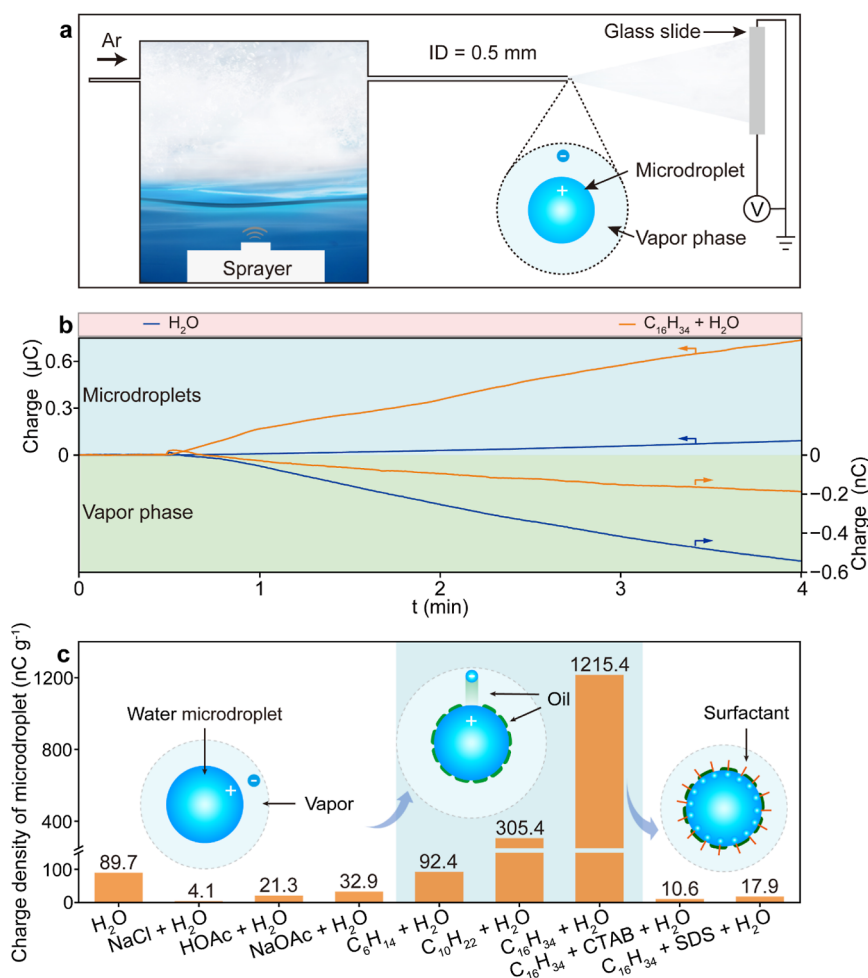 a
Ar
ID = 0.5 mm
Glass slide
Microdroplet
Vapor phase
Sprayer
+
-
V
b
H₂O
C₁₆H₃₄ + H₂O
Charge (μC)
0.6
0.3
0
Microdroplets
Vapor phase
0
−0.2
−0.4
−0.6
Charge (nC)
0
1
2
3
4
t (min)
c
Charge density of microdroplet (nC g⁻¹)
1200
800
400
100
0
Water microdroplet
+
-
Vapor
Oil
+
Surfactant
89.7
4.1
21.3
32.9
92.4
305.4
1215.4
10.6
17.9
H₂O
NaCl + H₂O
HOAc + H₂O
NaOAc + H₂O
C₆H₁₄ + H₂O
C₁₀H₂₂ + H₂O
C₁₆H₃₄ + H₂O
C₁₆H₃₄ + CTAB + H₂O
C₁₆H₃₄ + SDS + H₂O